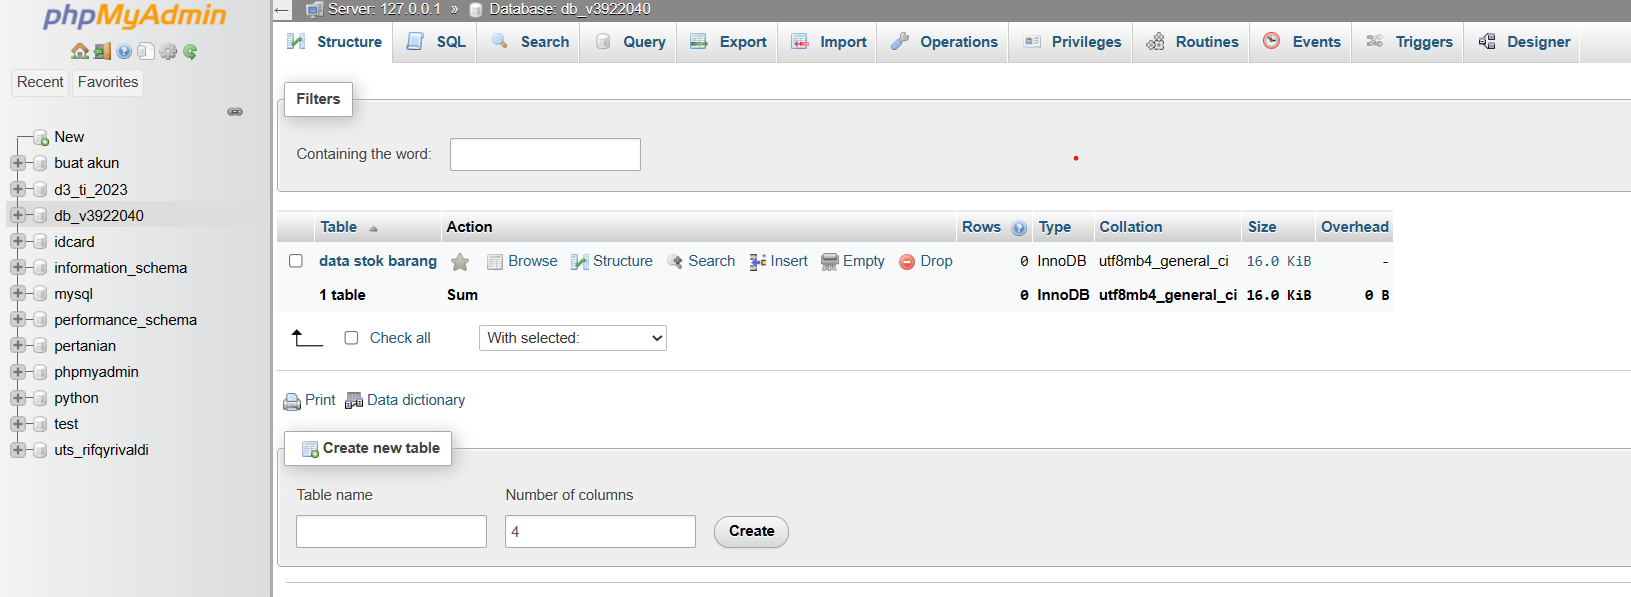 phpMyAdmin
Recent Favorites
New
buat akun
d3_ti_2023
db_v3922040
idcard
information_schema
mysql
performance_schema
pertanian
phpmyadmin
python
test
uts_rifqyrivaldi
Server: 127.0.0.1 » Database: db_v3922040
Structure SQL Search Query Export Import Operations Privileges Routines Events Triggers Designer
Filters
Containing the word:
Table Action Rows Type Collation Size Overhead
data stok barang Browse Structure Search Insert Empty Drop 0 InnoDB utf8mb4_general_ci 16.0 KiB -
1 table Sum 0 InnoDB utf8mb4_general_ci 16.0 KiB 0 B
Check all With selected:
Print Data dictionary
Create new table
Table name Number of columns
4 Create